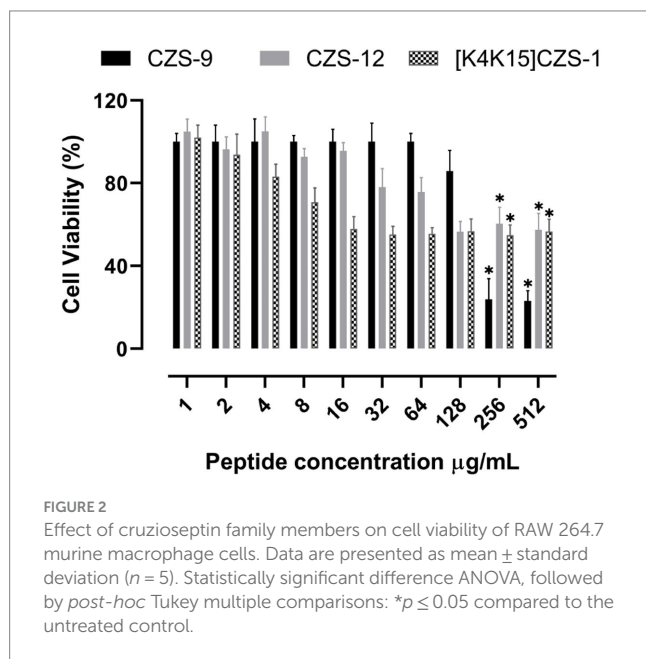 CZS-9 CZS-12 [K4K15]CZS-1
120
80
40
0
Cell Viability (%)
* * * * * *
1 2 4 8 16 32 64 128 256 512
Peptide concentration μg/mL
FIGURE 2
Effect of cruzioseptin family members on cell viability of RAW 264.7
murine macrophage cells. Data are presented as mean ± standard
deviation (n = 5). Statistically significant difference ANOVA, followed
by post-hoc Tukey multiple comparisons: *p ≤ 0.05 compared to the
untreated control.